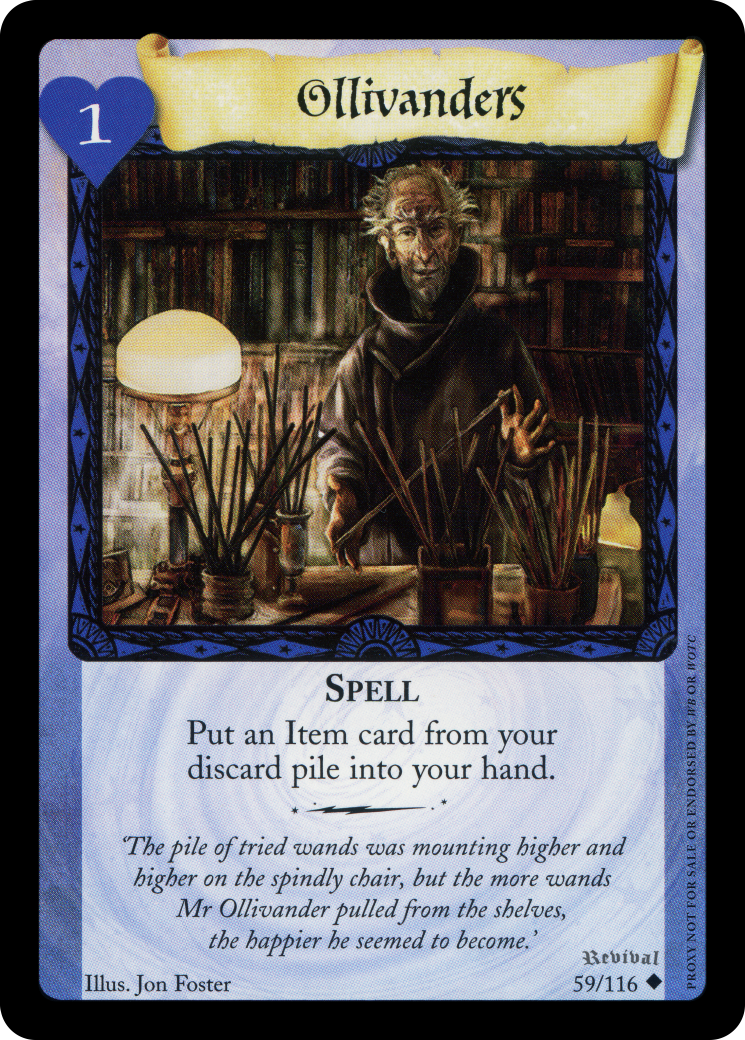 Ollivanders
1
SPELL
Put an Item card from your
discard pile into your hand.
‘The pile of tried wands was mounting higher and
higher on the spindly chair, but the more wands
Mr Ollivander pulled from the shelves,
the happier he seemed to become.’
Revival
Illus. Jon Foster
59/116
PROXY NOT FOR SALE OR ENDORSED BY WB OR WOTC